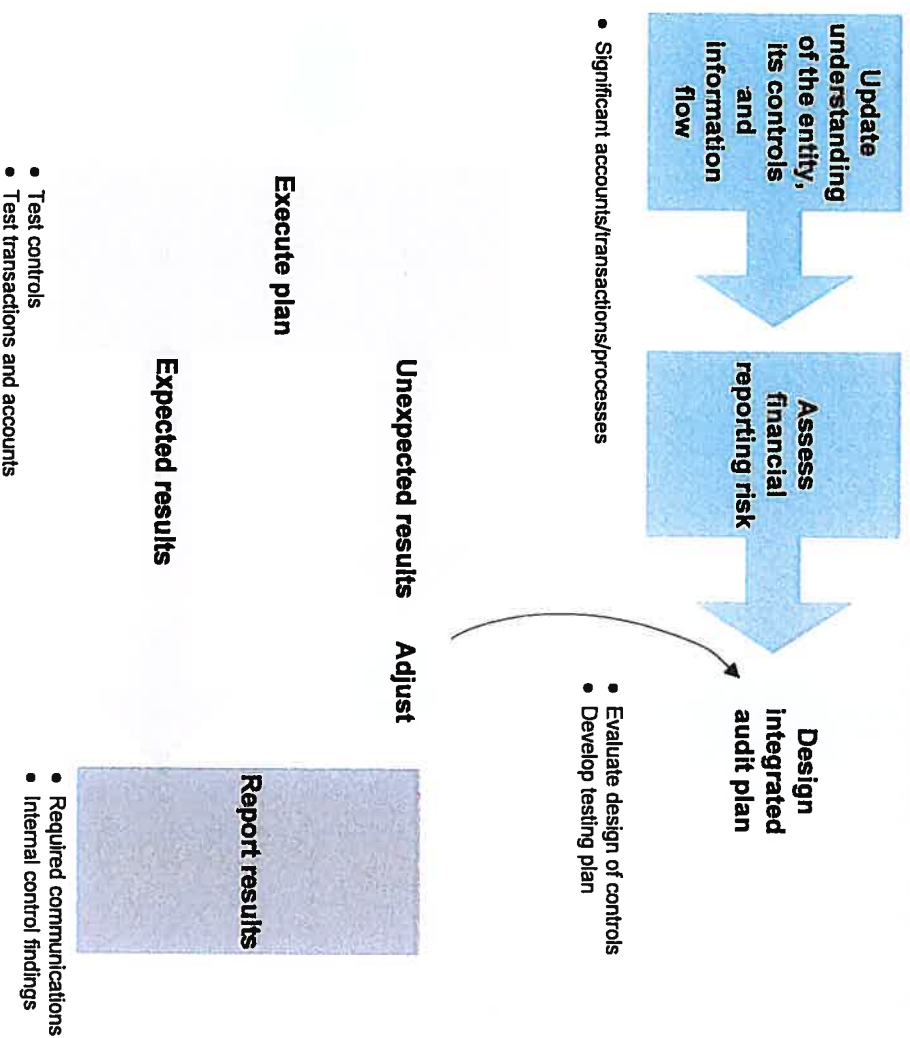 Update
understanding
of the entity,
its controls
and
information
flow
• Significant accounts/transactions/processes
Assess
financial
reporting risk
Design
integrated
audit plan
• Evaluate design of controls
• Develop testing plan
Execute plan
• Test controls
• Test transactions and accounts
Unexpected results Adjust
Expected results
Report results
• Required communications
• Internal control findings